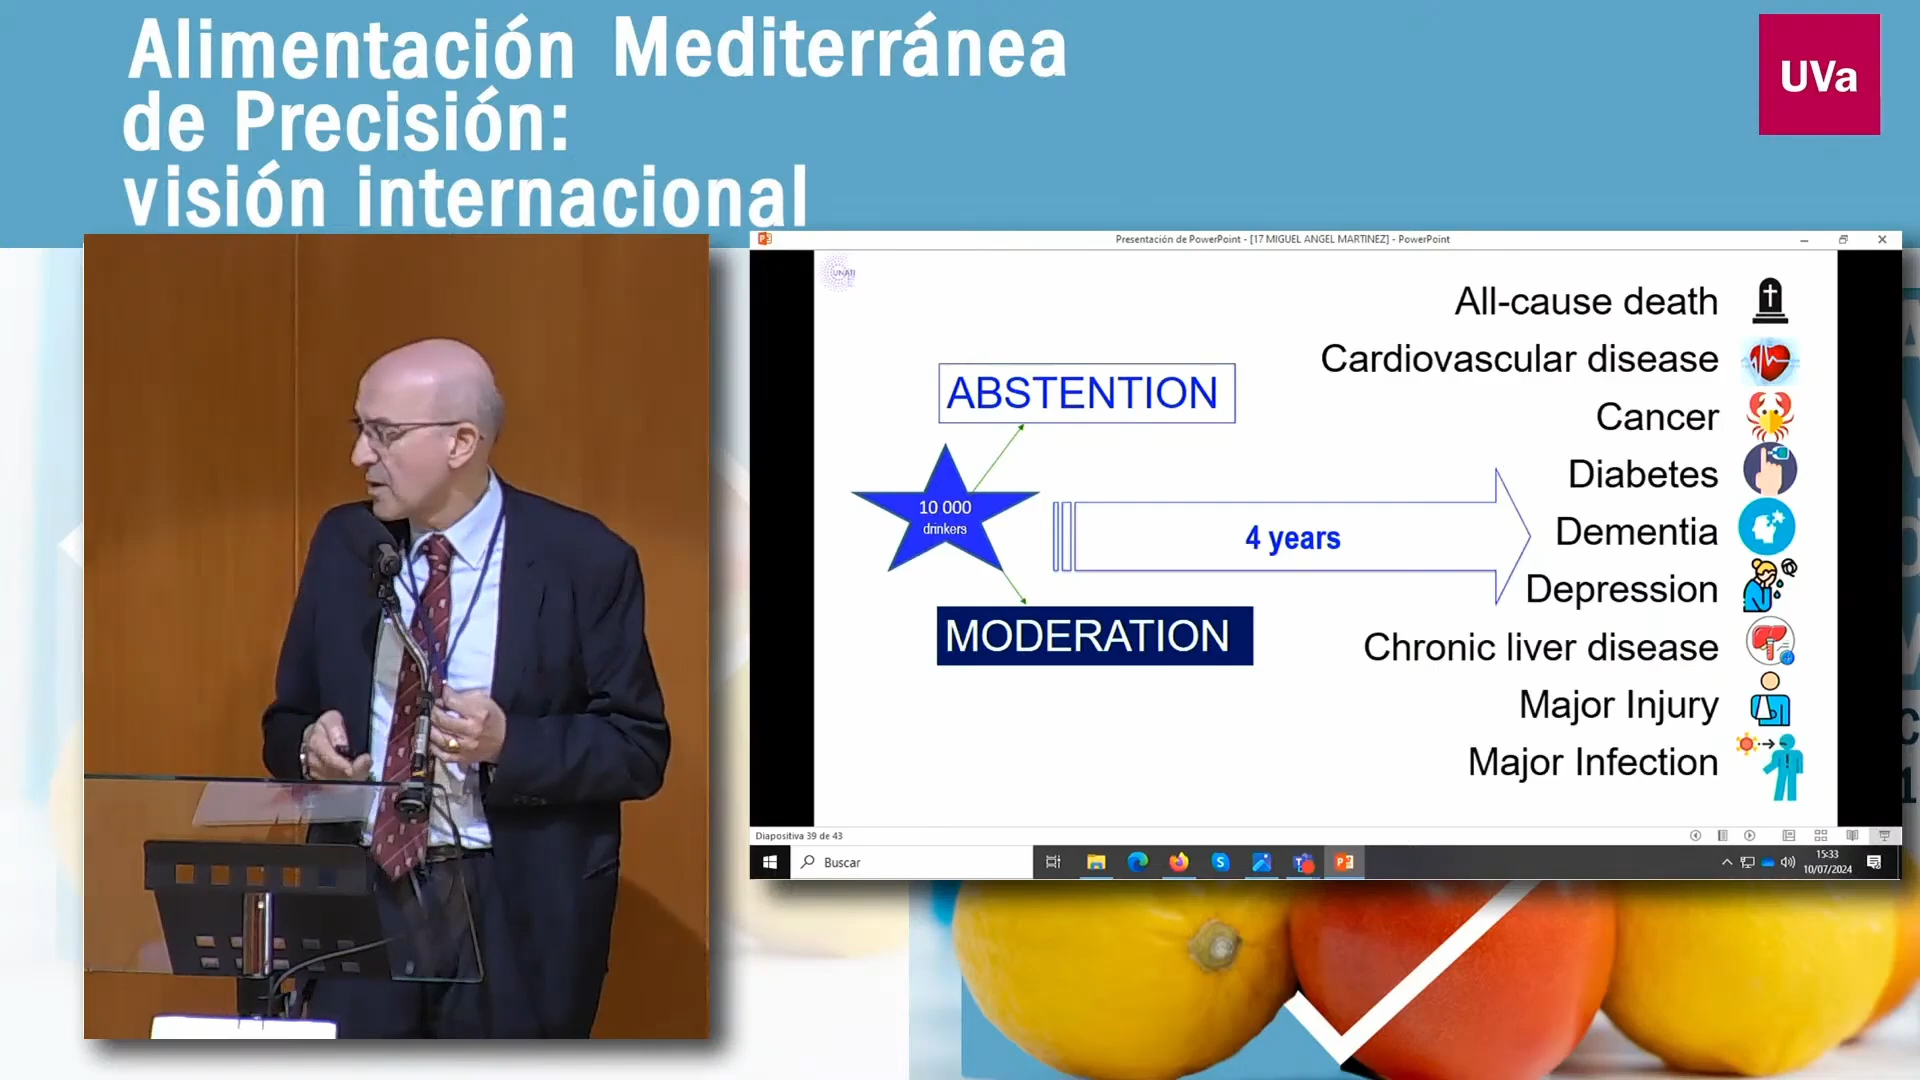 Alimentación Mediterránea
de Precisión:
visión internacional
UVa
Presentación de PowerPoint - [17 MIGUEL ANGEL MARTINEZ] - PowerPoint
UNATI
ABSTENTION
10 000
drinkers
MODERATION
4 years
All-cause death
Cardiovascular disease
Cancer
Diabetes
Dementia
Depression
Chronic liver disease
Major Injury
Major Infection
Diapositiva 39 de 43
Buscar
15:33
10/07/2024